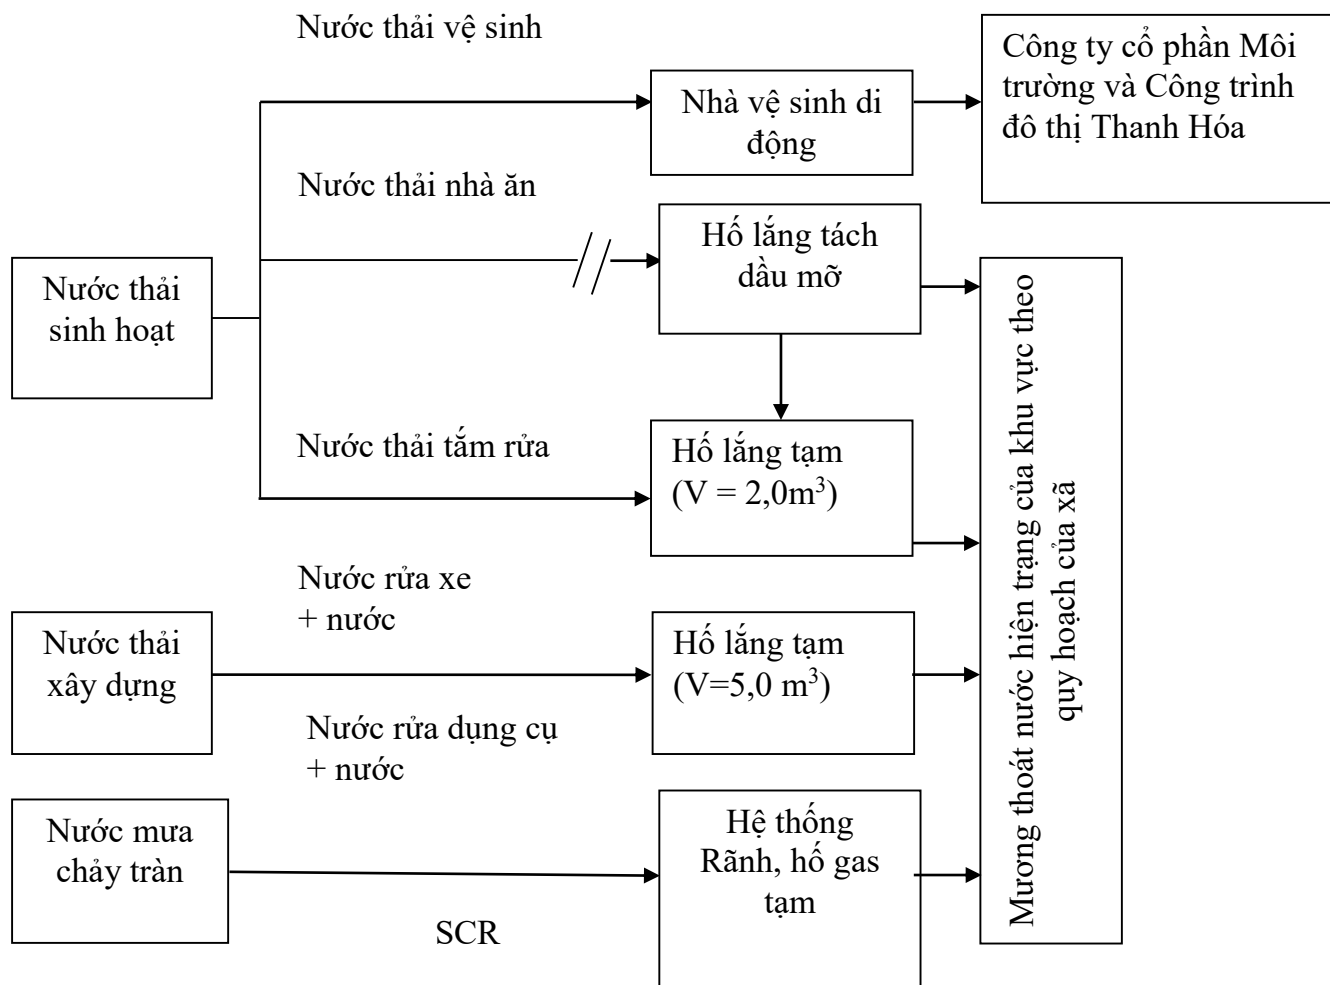 Nước thải vệ sinh
Công ty cổ phần Môi
trường và Công trình
đô thị Thanh Hóa
Nhà vệ sinh di
động
Nước thải nhà ăn
Hố lắng tách
dầu mỡ
Nước thải
sinh hoạt
Nước thải tắm rửa
Hố lắng tạm
(V = 2,0m³)
Mương thoát nước hiện trạng của khu vực theo
quy hoạch của xã
Nước rửa xe
+ nước
Nước thải
xây dựng
Hố lắng tạm
(V=5,0 m³)
Nước rửa dụng cụ
+ nước
Nước mưa
chảy tràn
Hệ thống
Rãnh, hố gas
tạm
SCR